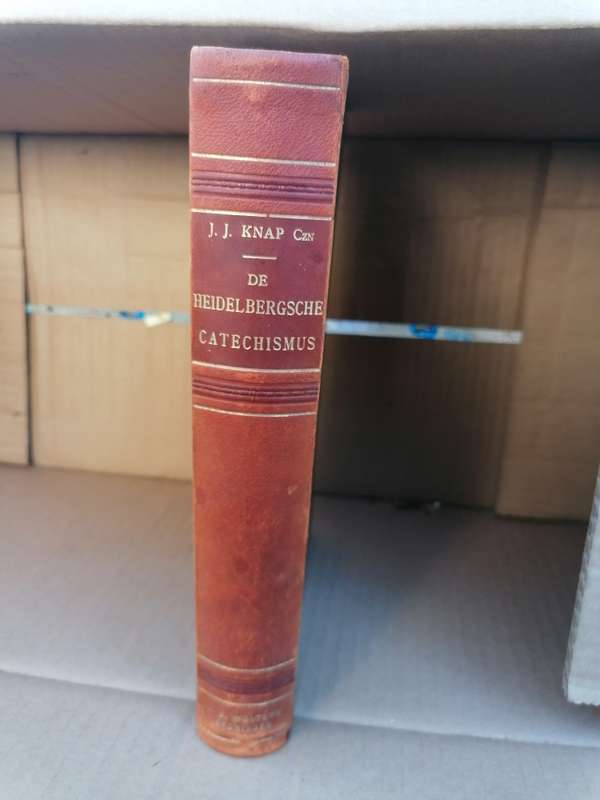 J. J. KNAP Czn
DE
HEIDELBERGSCHE
CATECHISMUS